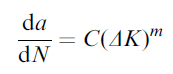 da/dN = C(ΔK)^m